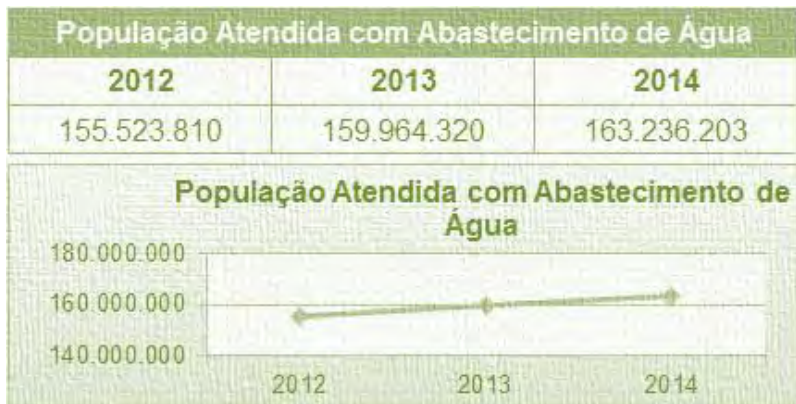 População Atendida com Abastecimento de Água
2012 2013 2014
155.523.810 159.964.320 163.236.203
População Atendida com Abastecimento de
Água
180.000.000
160.000.000
140.000.000
2012 2013 2014